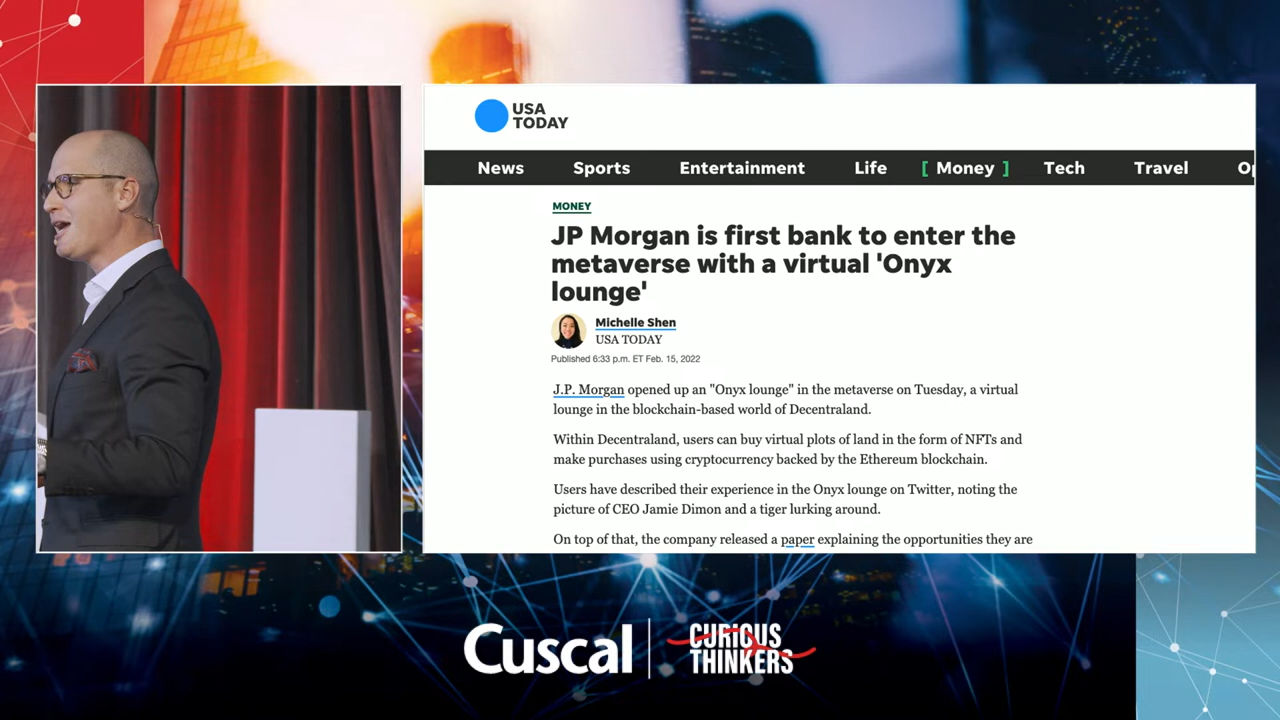 USA
TODAY
News Sports Entertainment Life [ Money ] Tech Travel
MONEY
JP Morgan is first bank to enter the
metaverse with a virtual 'Onyx
lounge'
Michelle Shen
USA TODAY
Published 6:33 p.m. ET Feb. 15, 2022
J.P. Morgan opened up an "Onyx lounge" in the metaverse on Tuesday, a virtual
lounge in the blockchain-based world of Decentraland.
Within Decentraland, users can buy virtual plots of land in the form of NFTs and
make purchases using cryptocurrency backed by the Ethereum blockchain.
Users have described their experience in the Onyx lounge on Twitter, noting the
picture of CEO Jamie Dimon and a tiger lurking around.
On top of that, the company released a paper explaining the opportunities they are
Cuscal
CURIOUS
THINKERS